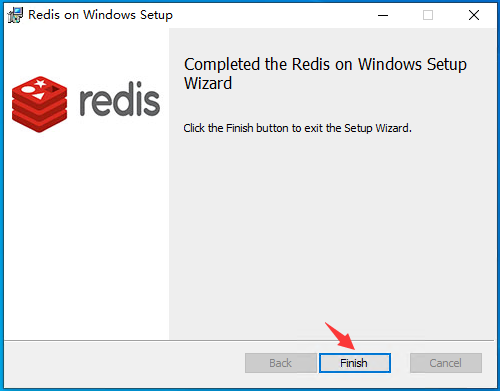 Redis on Windows Setup
redis
Completed the Redis on Windows Setup
Wizard
Click the Finish button to exit the Setup Wizard.
Back
Finish
Cancel